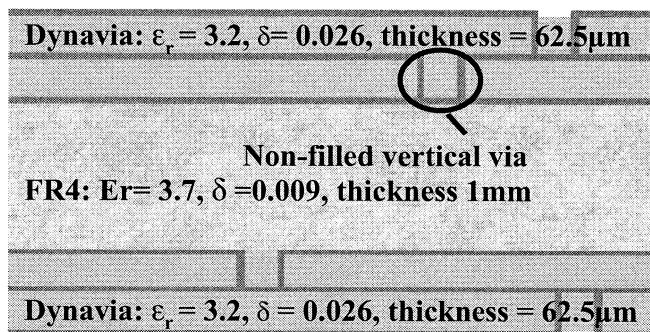 Dynavia: εr = 3.2, δ= 0.026, thickness = 62.5μm
Non-filled vertical via
FR4: Er= 3.7, δ =0.009, thickness 1mm
Dynavia: εr = 3.2, δ = 0.026, thickness = 62.5μm